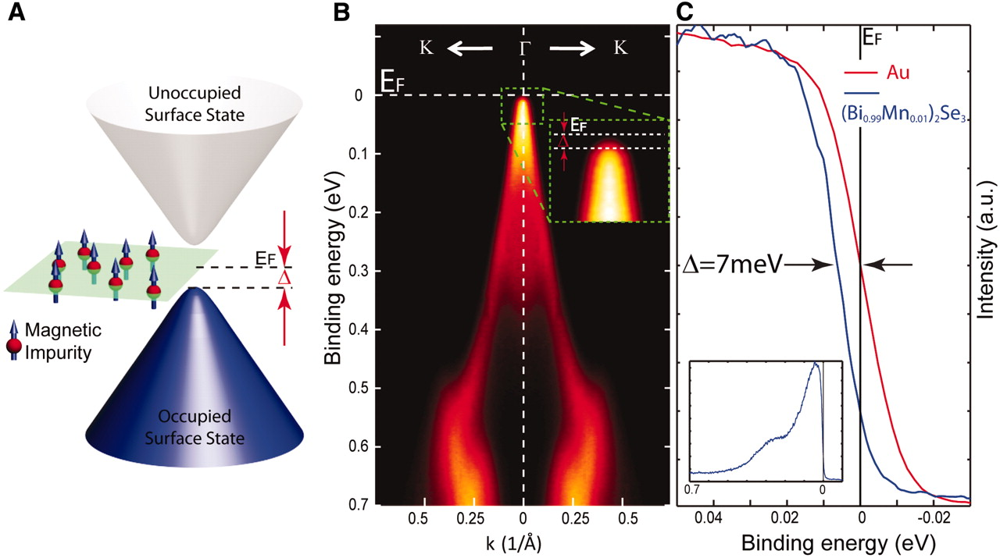 A
Unoccupied
Surface State
EF
Δ
Magnetic
Impurity
Occupied
Surface State
B
K Γ K
EF
EF
Δ
0
0.1
0.2
0.3
0.4
0.5
0.6
0.7
Binding energy (eV)
0.5 0.25 0 0.25 0.5
k (1/Å)
C
EF
Au
(Bi0.99Mn0.01)2Se3
Δ=7meV
0.7 0
0.04 0.02 0 -0.02
Binding energy (eV)
Intensity (a.u.)